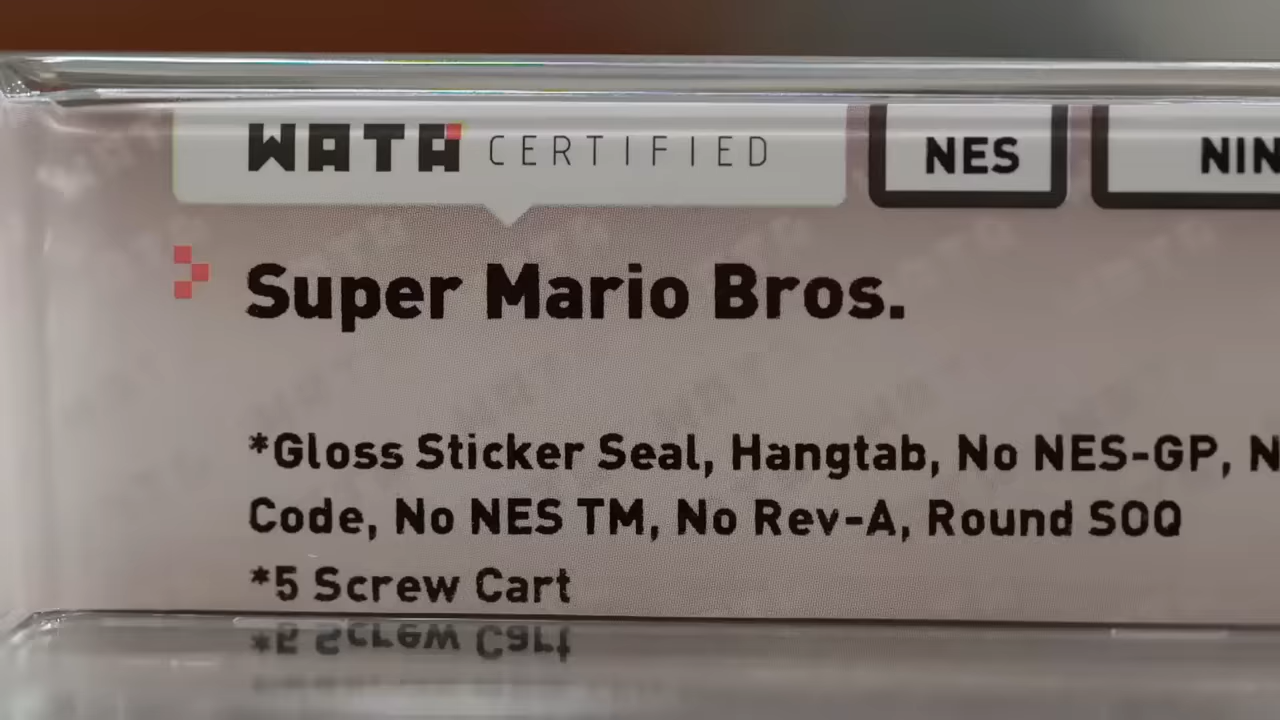 WATA CERTIFIED NES NIN
Super Mario Bros.
*Gloss Sticker Seal, Hangtab, No NES-GP, N
Code, No NES TM, No Rev-A, Round SOQ
*5 Screw Cart